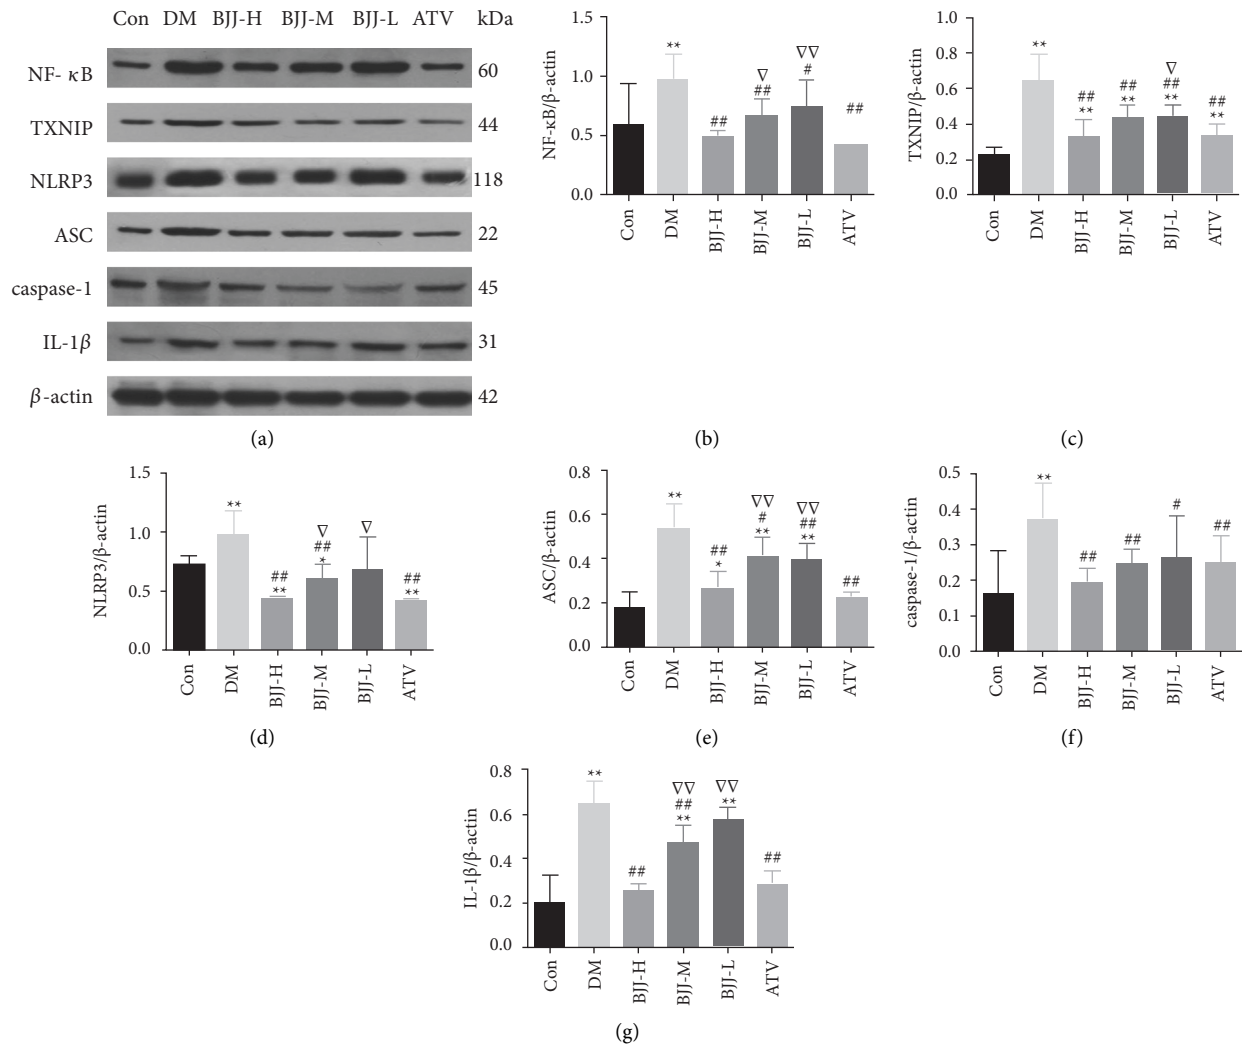 Con DM BJJ-H BJJ-M BJJ-L ATV kDa
NF- κB 60
TXNIP 44
NLRP3 118
ASC 22
caspase-1 45
IL-1β 31
β-actin 42
(a)
NF-κB/β-actin
1.5
1.0
0.5
0.0
**
##
∇
##
∇∇
#
##
Con DM BJJ-H BJJ-M BJJ-L ATV
(b)
TXNIP/β-actin
1.0
0.8
0.6
0.4
0.2
0.0
**
##
**
##
**
∇
##
**
##
**
Con DM BJJ-H BJJ-M BJJ-L ATV
(c)
NLRP3/β-actin
1.5
1.0
0.5
0.0
**
##
**
∇
##
*
∇
##
**
Con DM BJJ-H BJJ-M BJJ-L ATV
(d)
ASC/β-actin
0.8
0.6
0.4
0.2
0.0
**
##
*
∇∇
#
**
∇∇
##
**
##
Con DM BJJ-H BJJ-M BJJ-L ATV
(e)
caspase-1/β-actin
0.5
0.4
0.3
0.2
0.1
0.0
**
##
##
#
##
Con DM BJJ-H BJJ-M BJJ-L ATV
(f)
IL-1β/β-actin
0.8
0.6
0.4
0.2
0.0
**
##
∇∇
##
**
∇∇
**
##
Con DM BJJ-H BJJ-M BJJ-L ATV
(g)